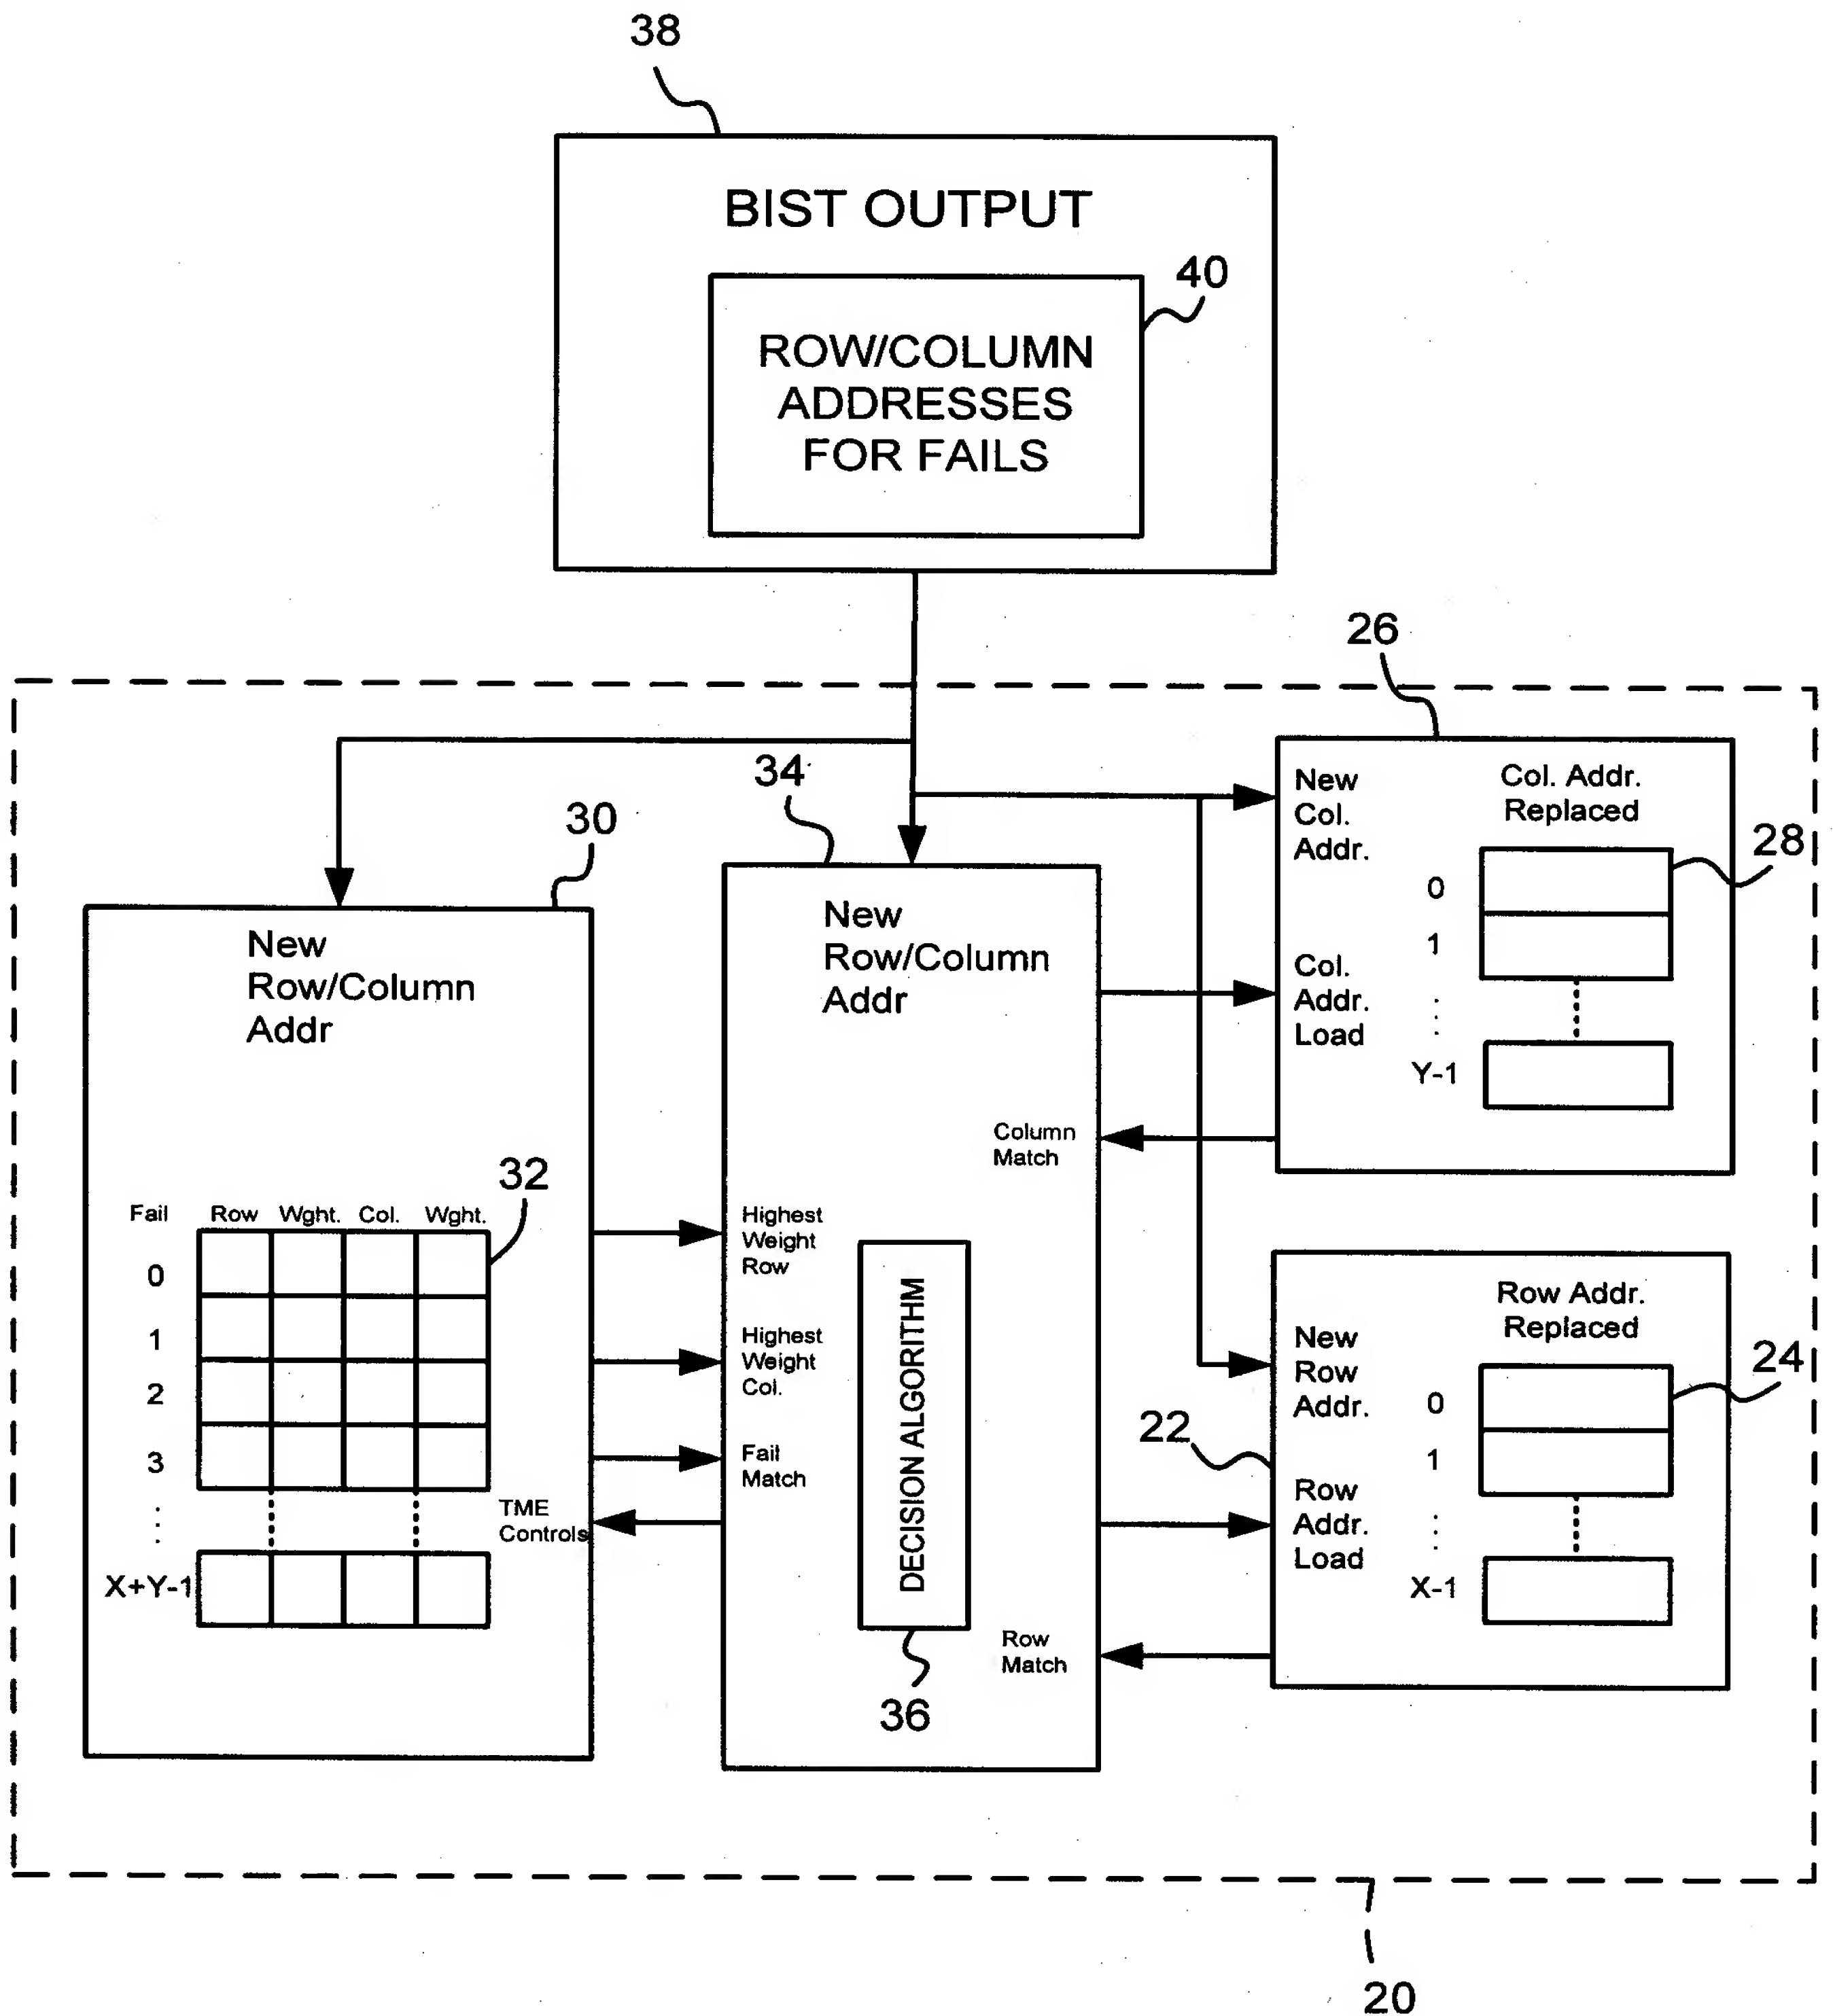 38
BIST OUTPUT
40
ROW/COLUMN
ADDRESSES
FOR FAILS
26
34
30
New
Row/Column
Addr
Fail
Row Wght. Col. Wght.
32
0
1
2
3
X+Y-1
TME
Controls
New
Row/Column
Addr
Column
Match
Highest
Weight
Row
Highest
Weight
Col.
Fail
Match
DECISION ALGORITHM
36
Row
Match
New
Col.
Addr.
Col. Addr.
Replaced
28
0
1
Col.
Addr.
Load
Y-1
Row Addr.
Replaced
New
Row
Addr.
24
0
22
1
Row
Addr.
Load
X-1
20